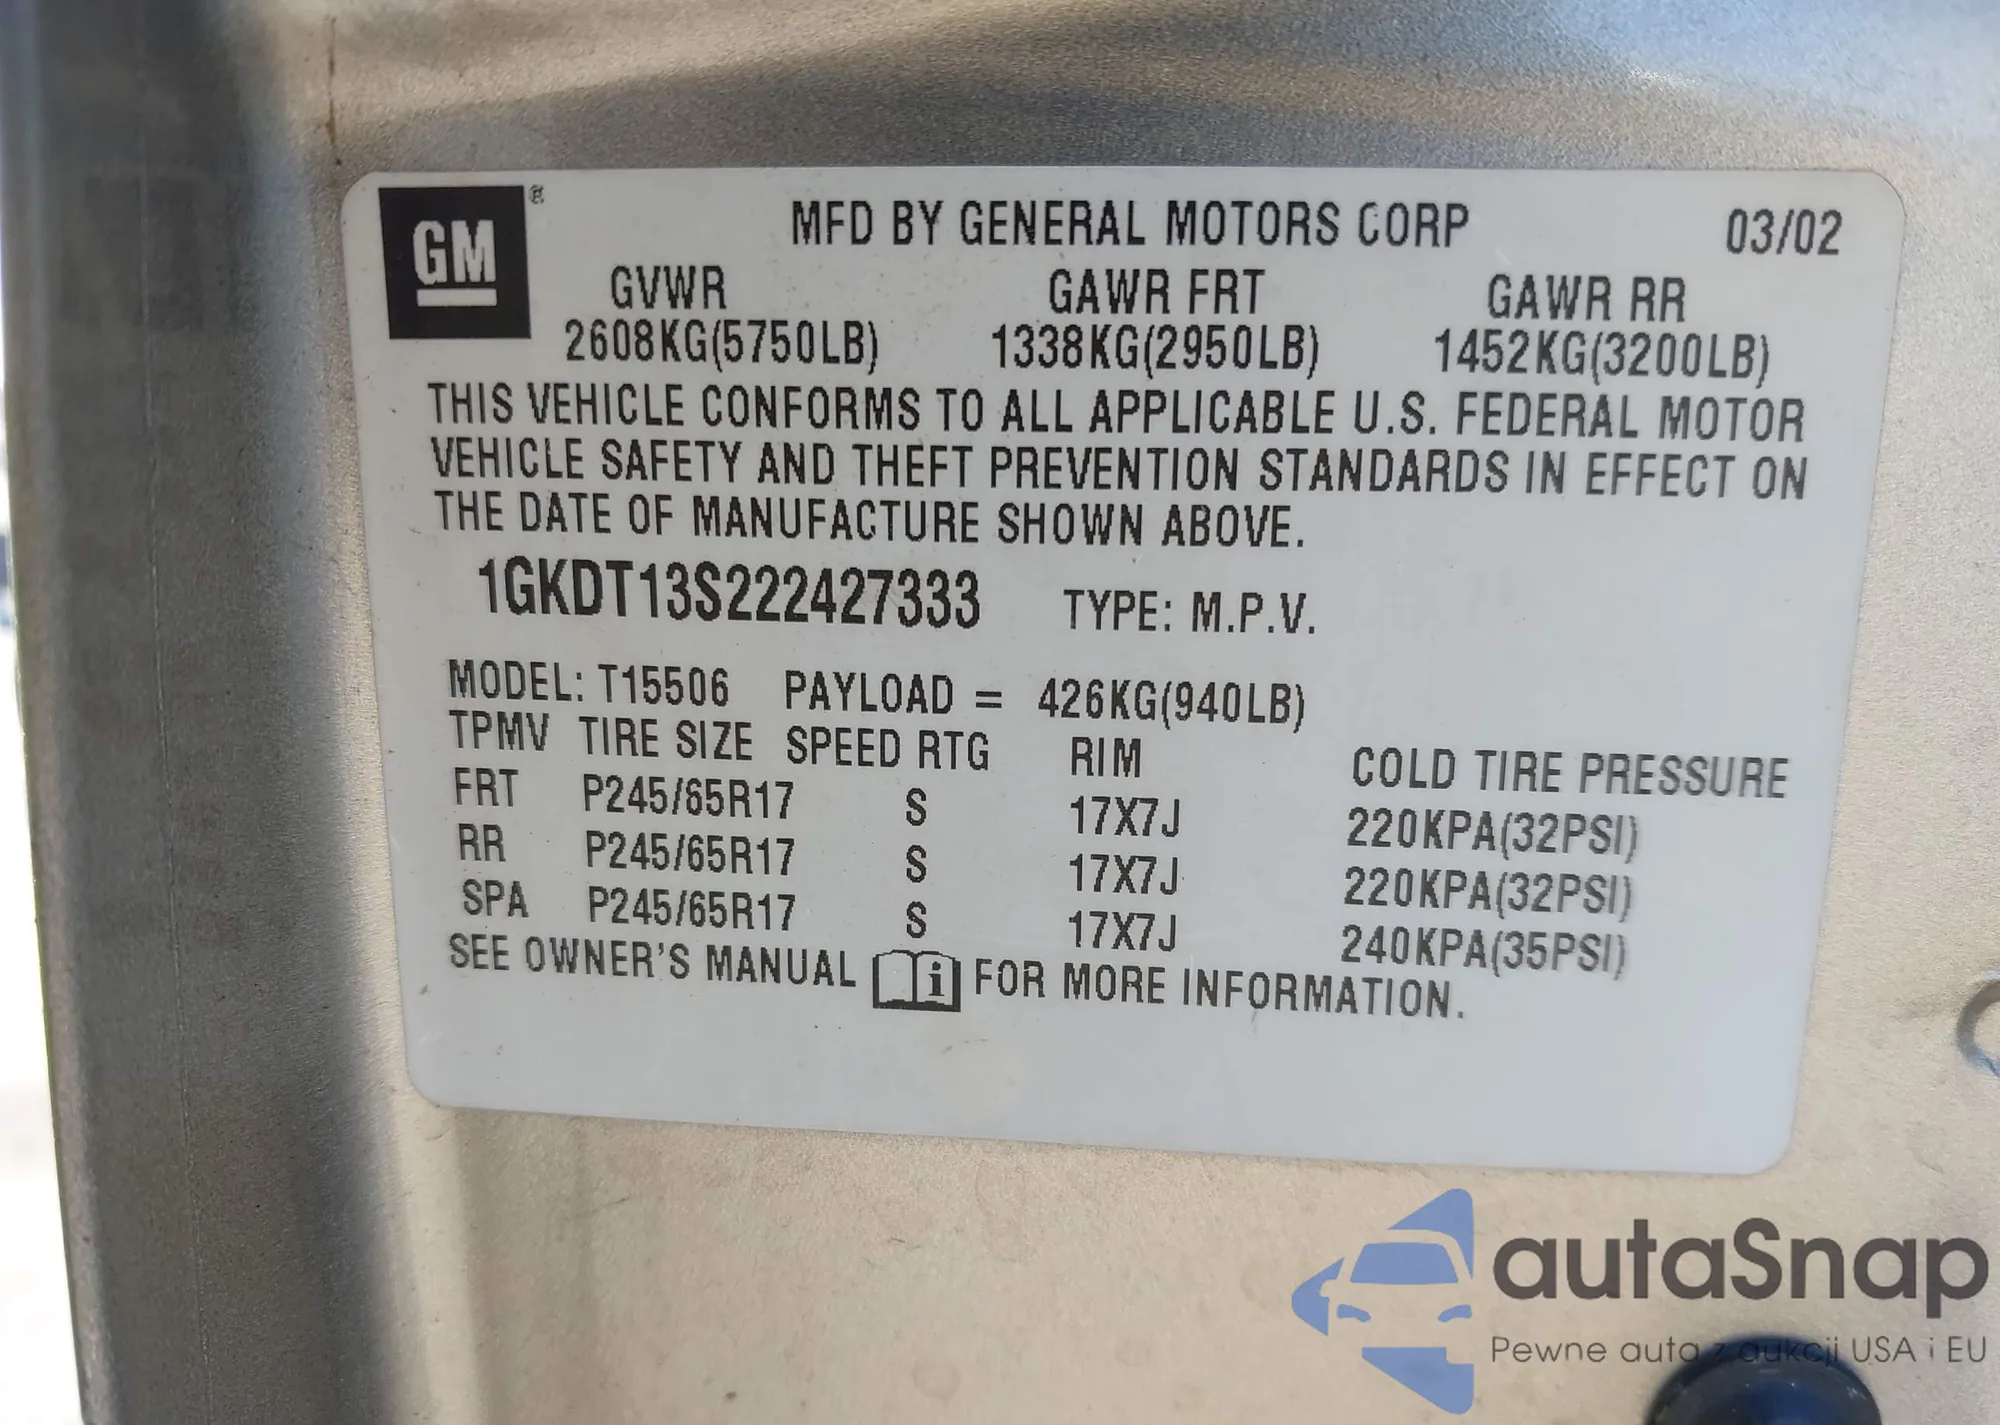 GM ®
MFD BY GENERAL MOTORS CORP 03/02
GVWR GAWR FRT GAWR RR
2608KG(5750LB) 1338KG(2950LB) 1452KG(3200LB)
THIS VEHICLE CONFORMS TO ALL APPLICABLE U.S. FEDERAL MOTOR
VEHICLE SAFETY AND THEFT PREVENTION STANDARDS IN EFFECT ON
THE DATE OF MANUFACTURE SHOWN ABOVE.
1GKDT13S222427333 TYPE: M.P.V.
MODEL: T15506 PAYLOAD = 426KG(940LB)
TPMV TIRE SIZE SPEED RTG RIM COLD TIRE PRESSURE
FRT P245/65R17 S 17X7J 220KPA(32PSI)
RR P245/65R17 S 17X7J 220KPA(32PSI)
SPA P245/65R17 S 17X7J 240KPA(35PSI)
SEE OWNER'S MANUAL i FOR MORE INFORMATION.
autaSnap
Pewne auta z aukcji USA i EU